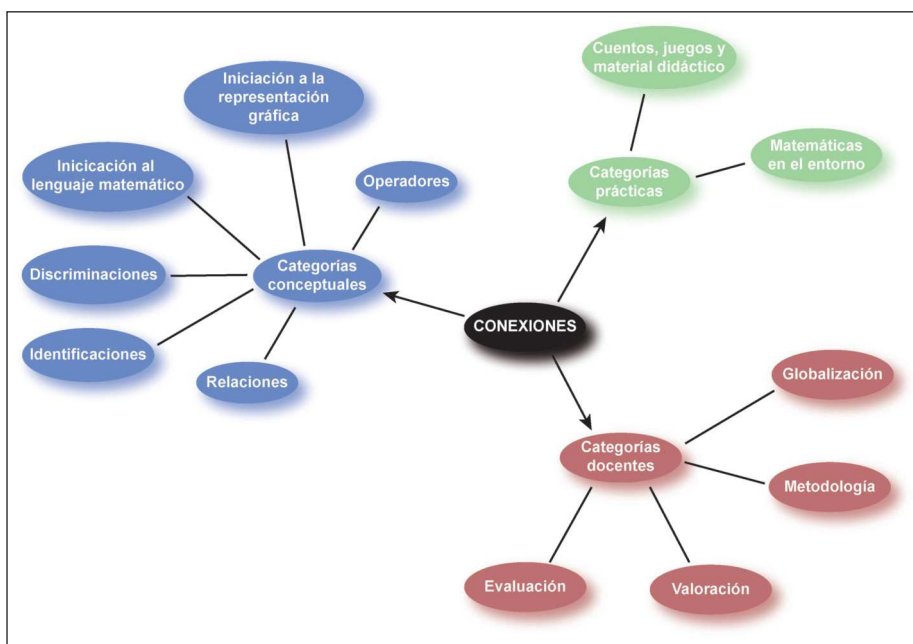 Cuentos, juegos y
material didáctico
Iniciación a la
representación
gráfica
Matemáticas
en el entorno
Inicicación al
lenguaje matemático
Operadores
Categorías
prácticas
Discriminaciones
Categorías
conceptuales
CONEXIONES
Identificaciones
Relaciones
Globalización
Categorías
docentes
Metodología
Evaluación
Valoración